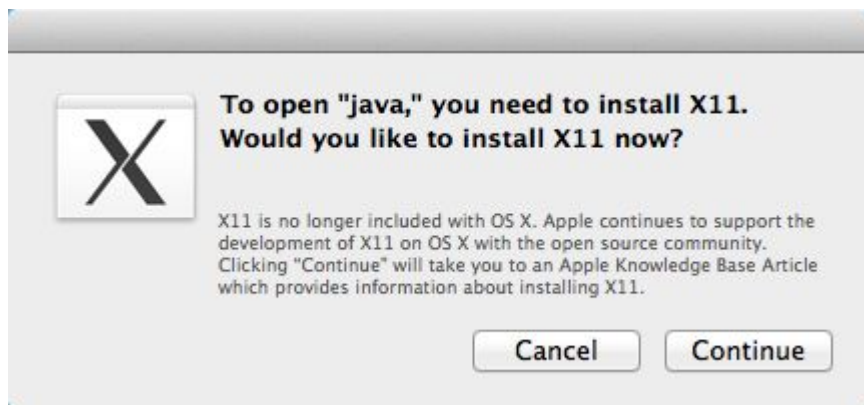 To open "java," you need to install X11.
Would you like to install X11 now?
X11 is no longer included with OS X. Apple continues to support the
development of X11 on OS X with the open source community.
Clicking “Continue” will take you to an Apple Knowledge Base Article
which provides information about installing X11.
Cancel Continue